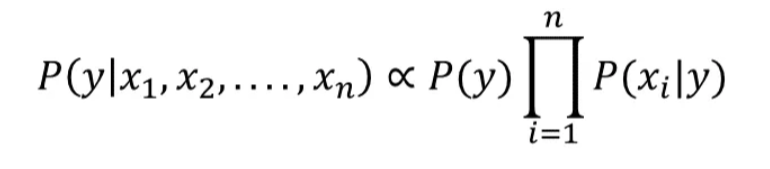 P(y|x₁, x₂, . . . . , xₙ) ∝ P(y) ∏ᵢ₌₁ⁿ P(xᵢ|y)